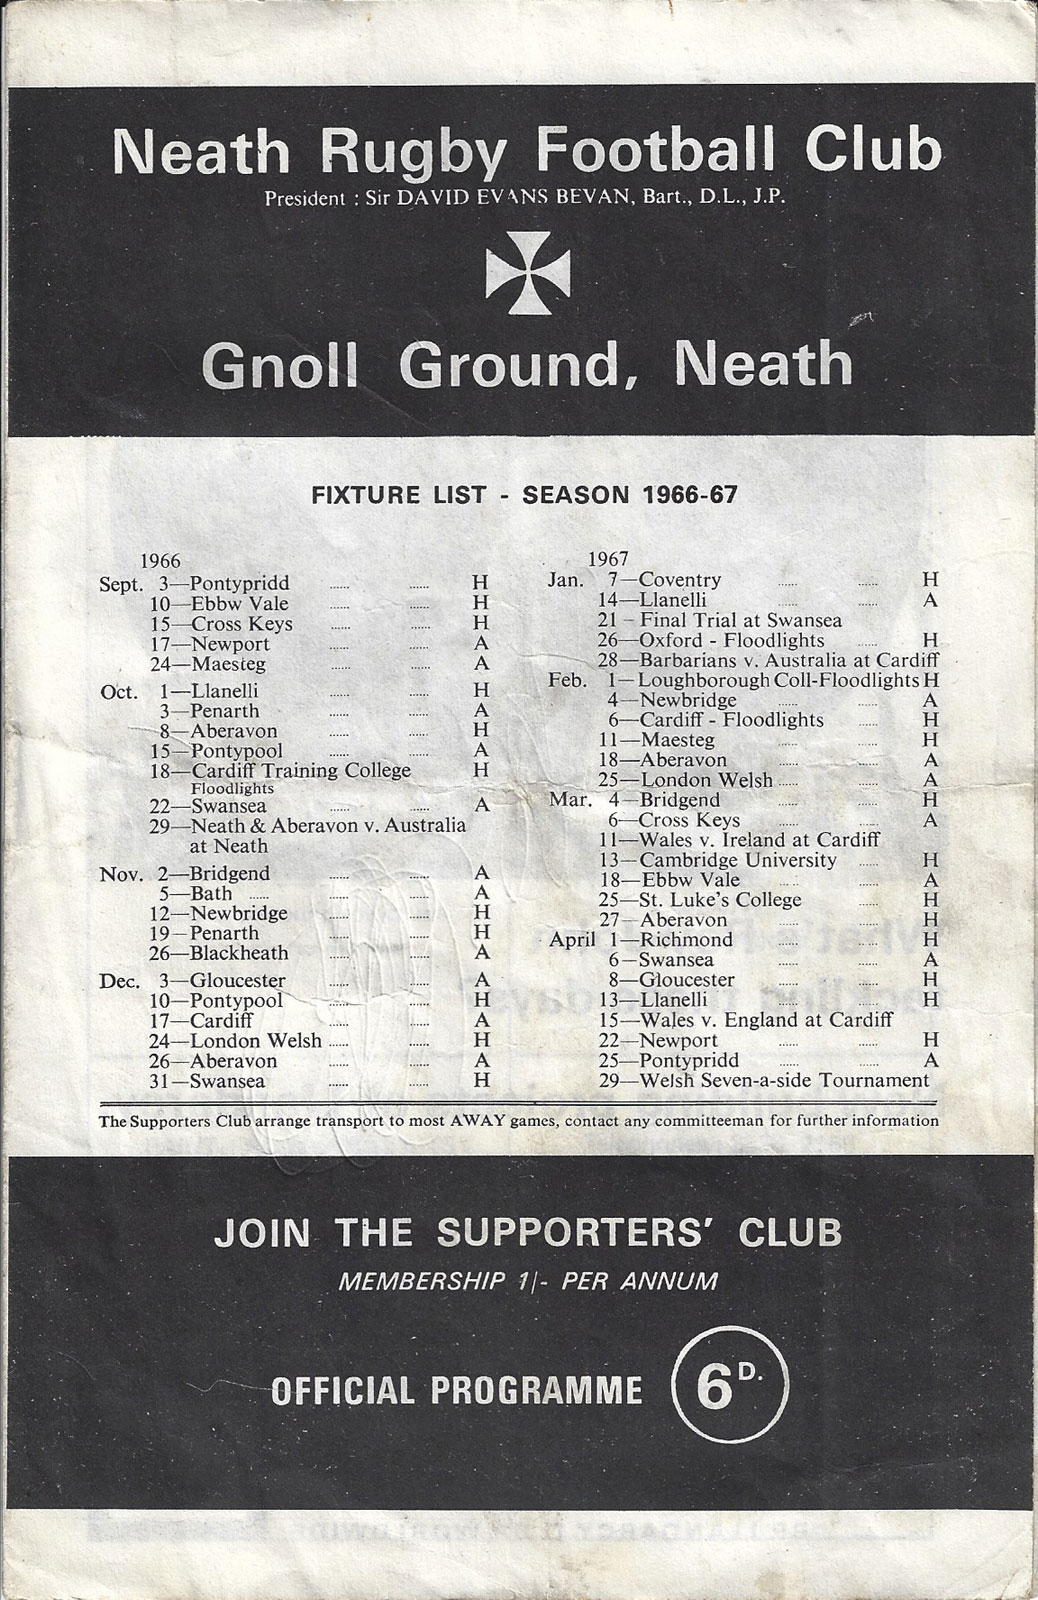 Neath Rugby Football Club
President : Sir DAVID EVANS BEVAN, Bart., D.L., J.P.
Gnoll Ground, Neath
FIXTURE LIST - SEASON 1966-67
1966
Sept. 3—Pontypridd ..... ..... H
10—Ebbw Vale ..... ..... H
15—Cross Keys ..... ..... H
17—Newport ..... ..... A
24—Maesteg ..... ..... A
Oct. 1—Llanelli ..... ..... H
3—Penarth ..... ..... A
8—Aberavon ..... ..... H
15—Pontypool ..... ..... A
18—Cardiff Training College H
Floodlights
22—Swansea ..... ..... A
29—Neath & Aberavon v. Australia
at Neath
Nov. 2—Bridgend ..... ..... A
5—Bath ..... ..... ..... A
12—Newbridge ..... ..... H
19—Penarth ..... ..... H
26—Blackheath ..... ..... A
Dec. 3—Gloucester ..... ..... A
10—Pontypool ..... ..... H
17—Cardiff ..... ..... A
24—London Welsh ..... ..... H
26—Aberavon ..... ..... A
31—Swansea ..... ..... H
1967
Jan. 7—Coventry ..... ..... H
14—Llanelli ..... ..... A
21 – Final Trial at Swansea
26—Oxford - Floodlights ..... H
28—Barbarians v. Australia at Cardiff
Feb. 1—Loughborough Coll-Floodlights H
4—Newbridge ..... ..... A
6—Cardiff - Floodlights ..... H
11—Maesteg ..... ..... H
18—Aberavon ..... ..... A
25—London Welsh ..... ..... A
Mar. 4—Bridgend ..... ..... H
6—Cross Keys ..... ..... A
11—Wales v. Ireland at Cardiff
13—Cambridge University ..... H
18—Ebbw Vale ..... ..... A
25—St. Luke's College ..... H
27—Aberavon ..... ..... H
April 1—Richmond ..... ..... H
6—Swansea ..... ..... A
8—Gloucester ..... ..... H
13—Llanelli ..... ..... H
15—Wales v. England at Cardiff
22—Newport ..... ..... H
25—Pontypridd ..... ..... A
29—Welsh Seven-a-side Tournament
The Supporters Club arrange transport to most AWAY games, contact any committeeman for further information
JOIN THE SUPPORTERS' CLUB
MEMBERSHIP 1/- PER ANNUM
OFFICIAL PROGRAMME 6D.